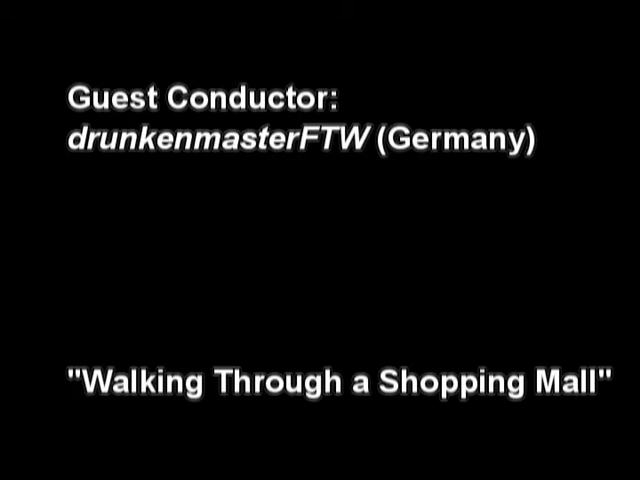 Guest Conductor:
drunkenmasterFTW (Germany)
"Walking Through a Shopping Mall"